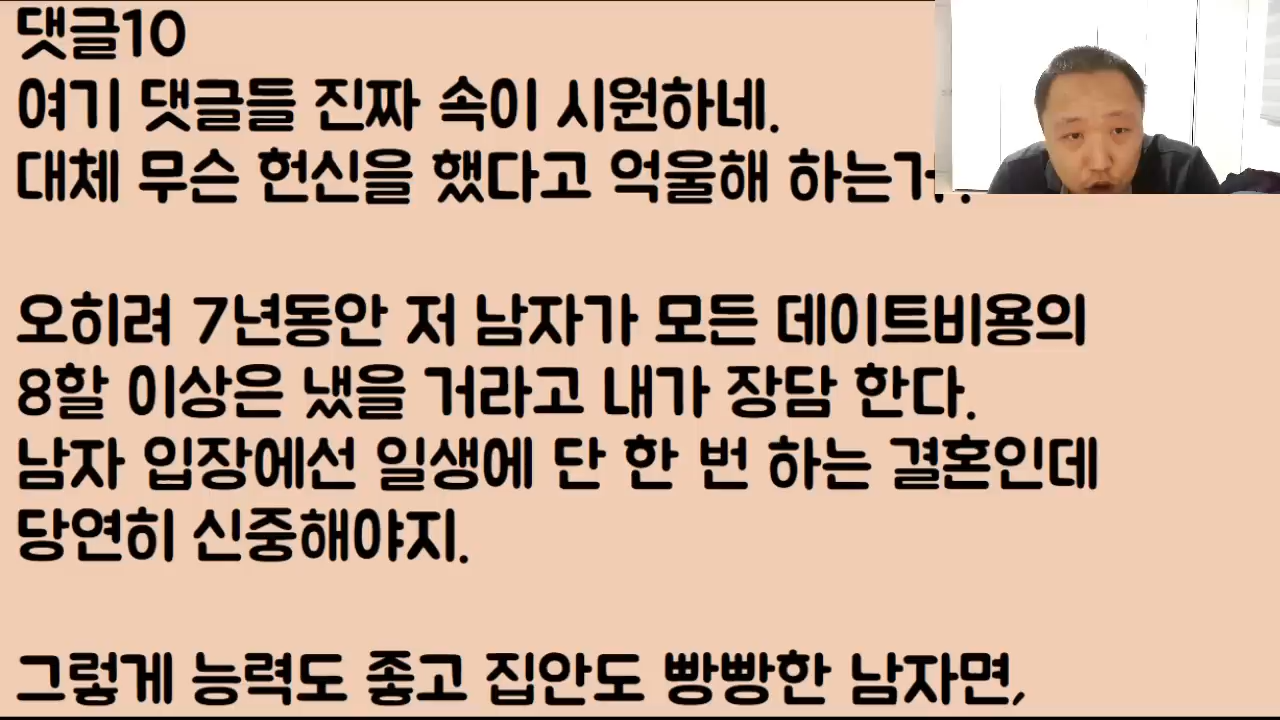 댓글10
여기 댓글들 진짜 속이 시원하네.
대체 무슨 헌신을 했다고 억울해
오히려 7년동안 저 남자가 모든 데이트비용의
8할 이상은 냈을 거라고 내가 장담 한다.
남자 입장에선 일생에 단 한 번 하는 결혼인데
당연히 신중해야지.
그렇게 능력도 좋고 집안도 빵빵한 남자면,